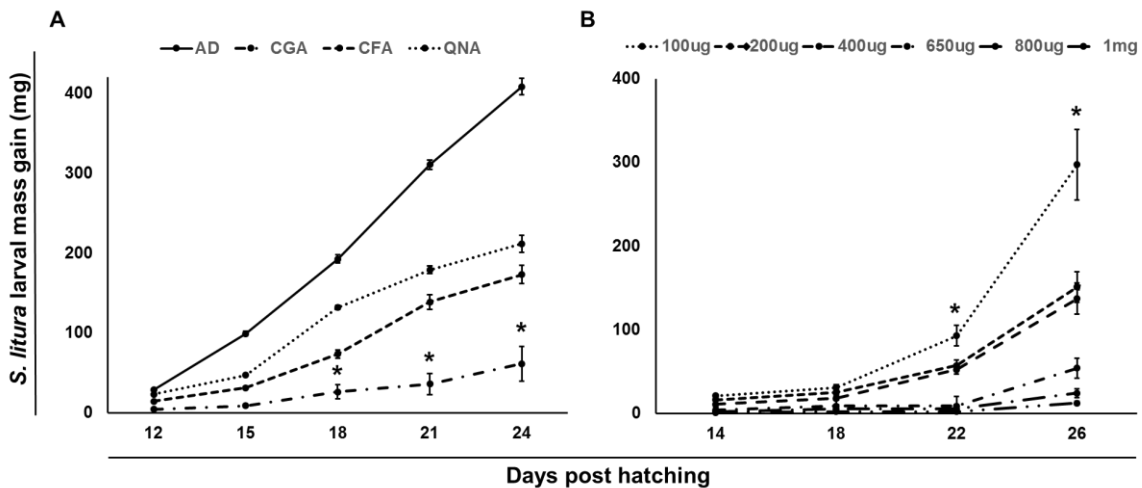 A
B
AD CGA CFA QNA
100ug 200ug 400ug 650ug 800ug 1mg
S. litura larval mass gain (mg)
400
300
200
100
0
*
*
*
12 15 18 21 24
400
300
200
100
0
*
*
14 18 22 26
Days post hatching